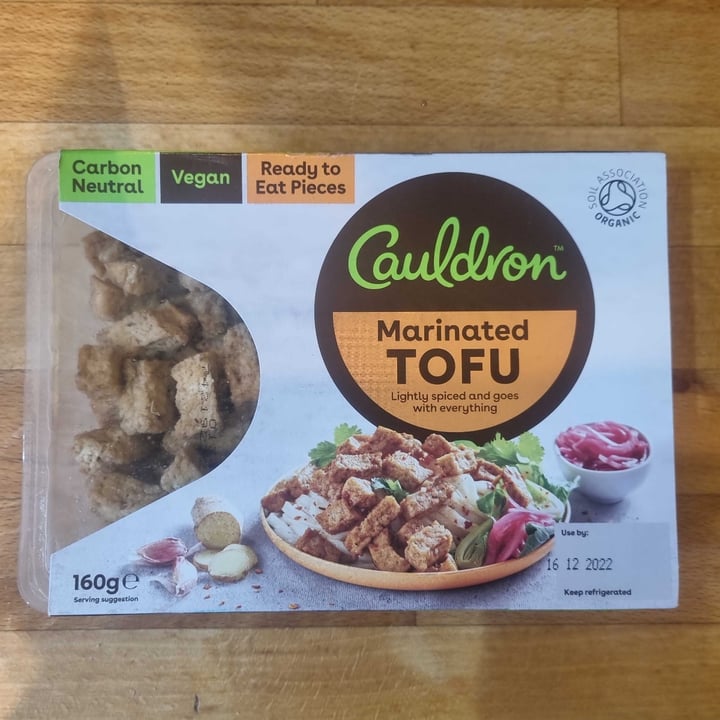 Carbon
Neutral
Vegan
Ready to
Eat Pieces
SOIL ASSOCIATION
ORGANIC
Cauldron™
Marinated
TOFU
Lightly spiced and goes
with everything
Use by:
16 12 2022
Keep refrigerated
160g℮
Serving suggestion